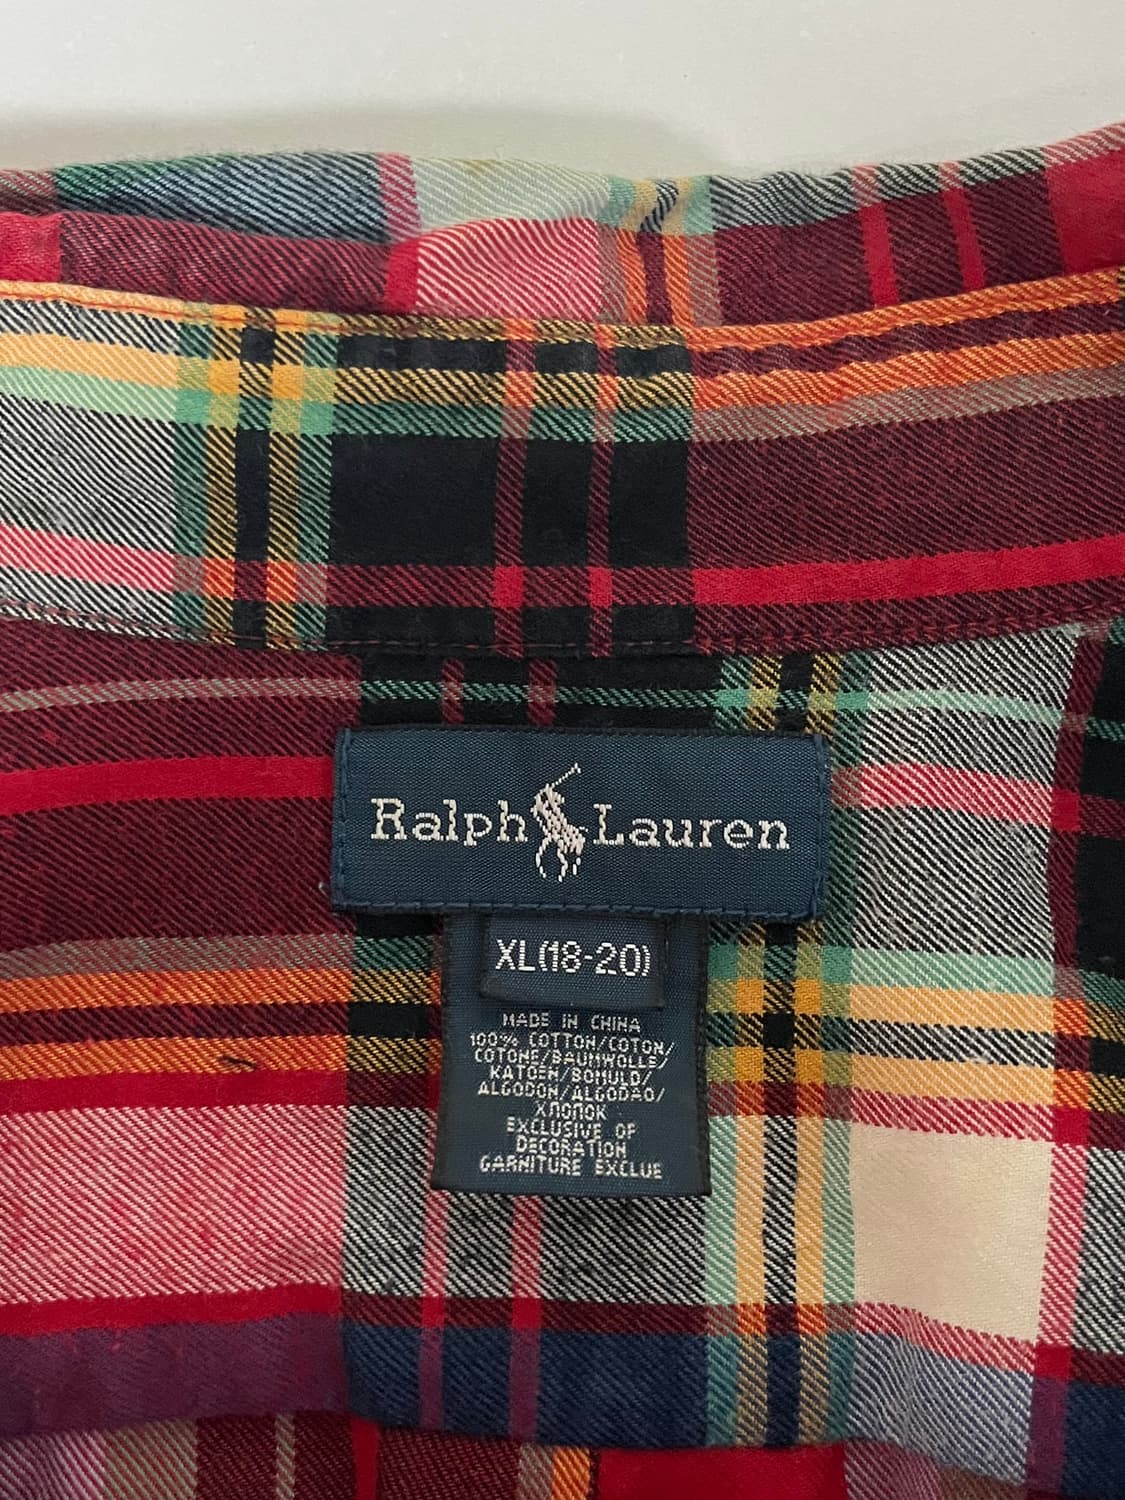 Ralph Lauren
XL(18-20)
MADE IN CHINA
100% COTTON/COTON/
COTONE/BAUMWOLLE/
KATOEN/BOMULD/
ALGODON/ALGODAO/
ХЛОПОК
EXCLUSIVE OF
DECORATION
GARNITURE EXCLUE